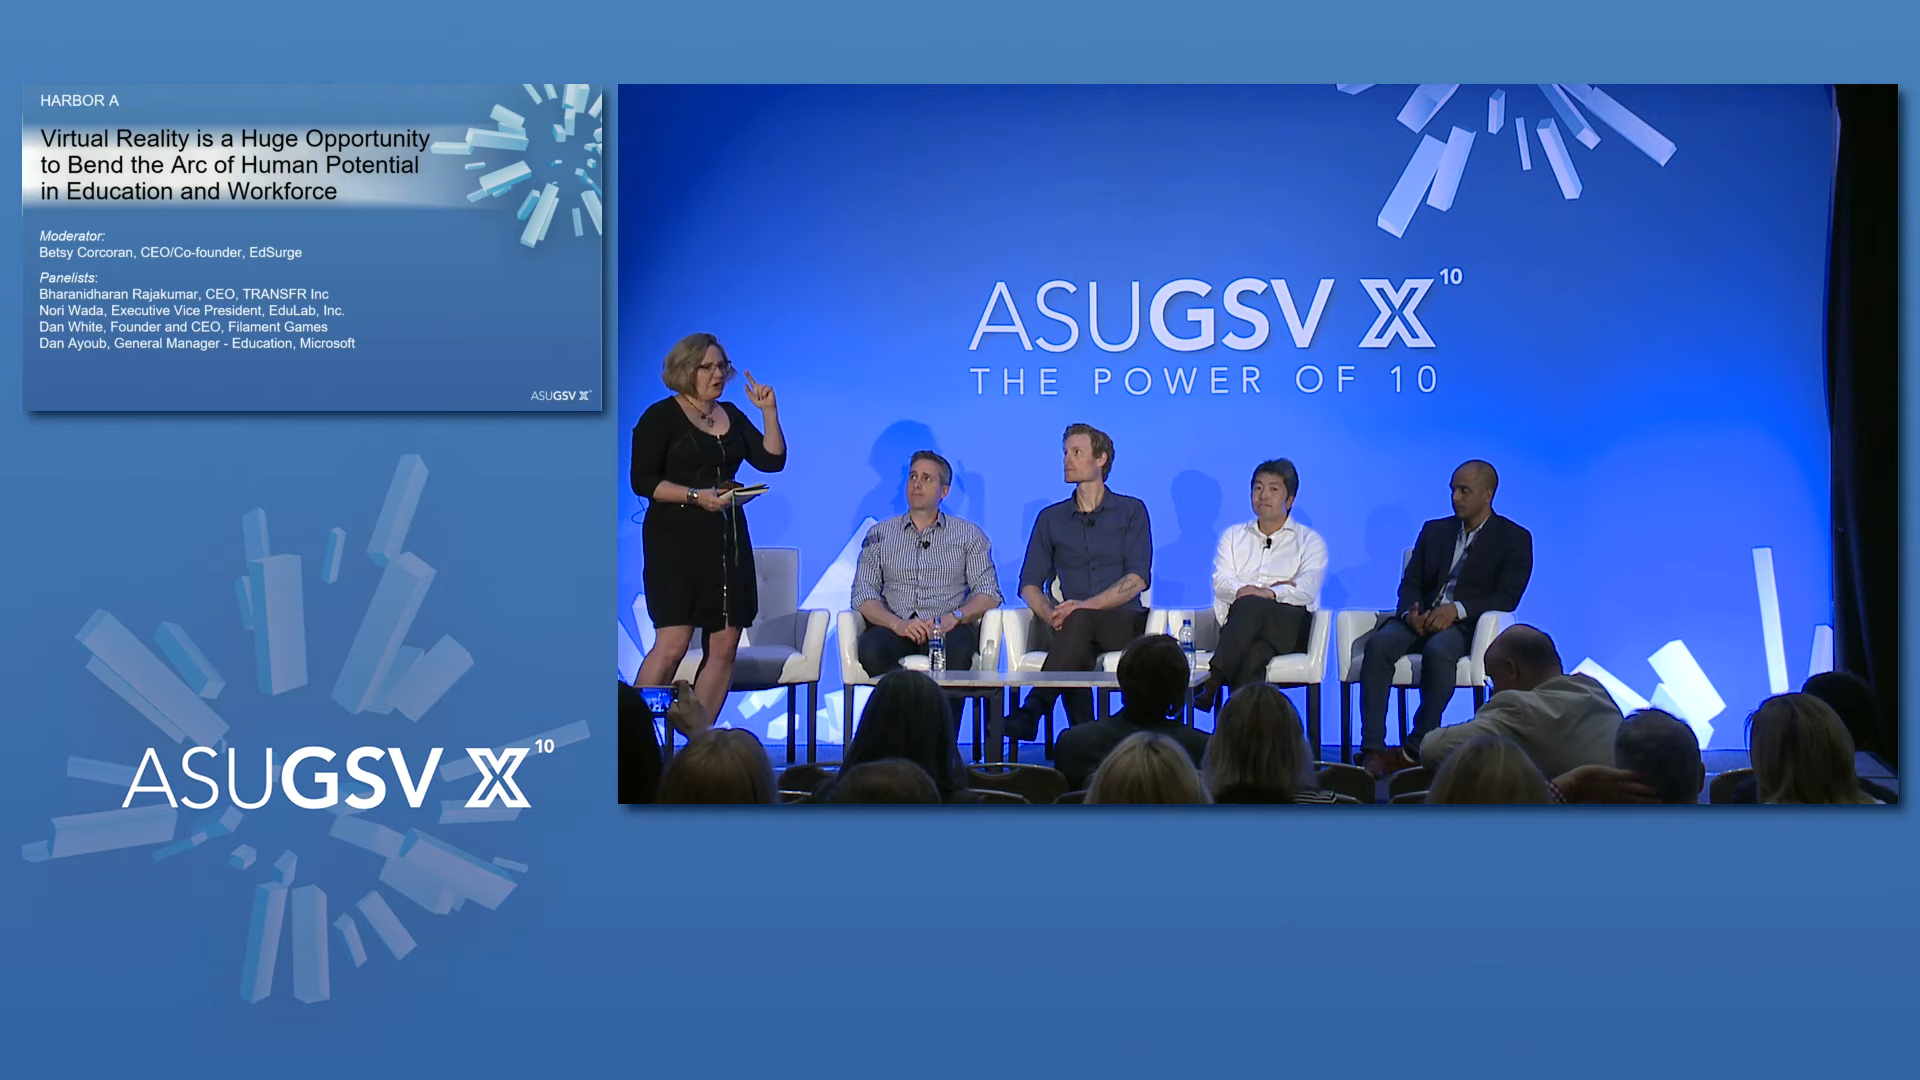 HARBOR A
Virtual Reality is a Huge Opportunity
to Bend the Arc of Human Potential
in Education and Workforce
Moderator:
Betsy Corcoran, CEO/Co-founder, EdSurge
Panelists:
Bharanidharan Rajakumar, CEO, TRANSFR Inc
Nori Wada, Executive Vice President, EduLab, Inc.
Dan White, Founder and CEO, Filament Games
Dan Ayoub, General Manager - Education, Microsoft
ASUGSV X
ASUGSV X10
THE POWER OF 10
ASUGSV X10